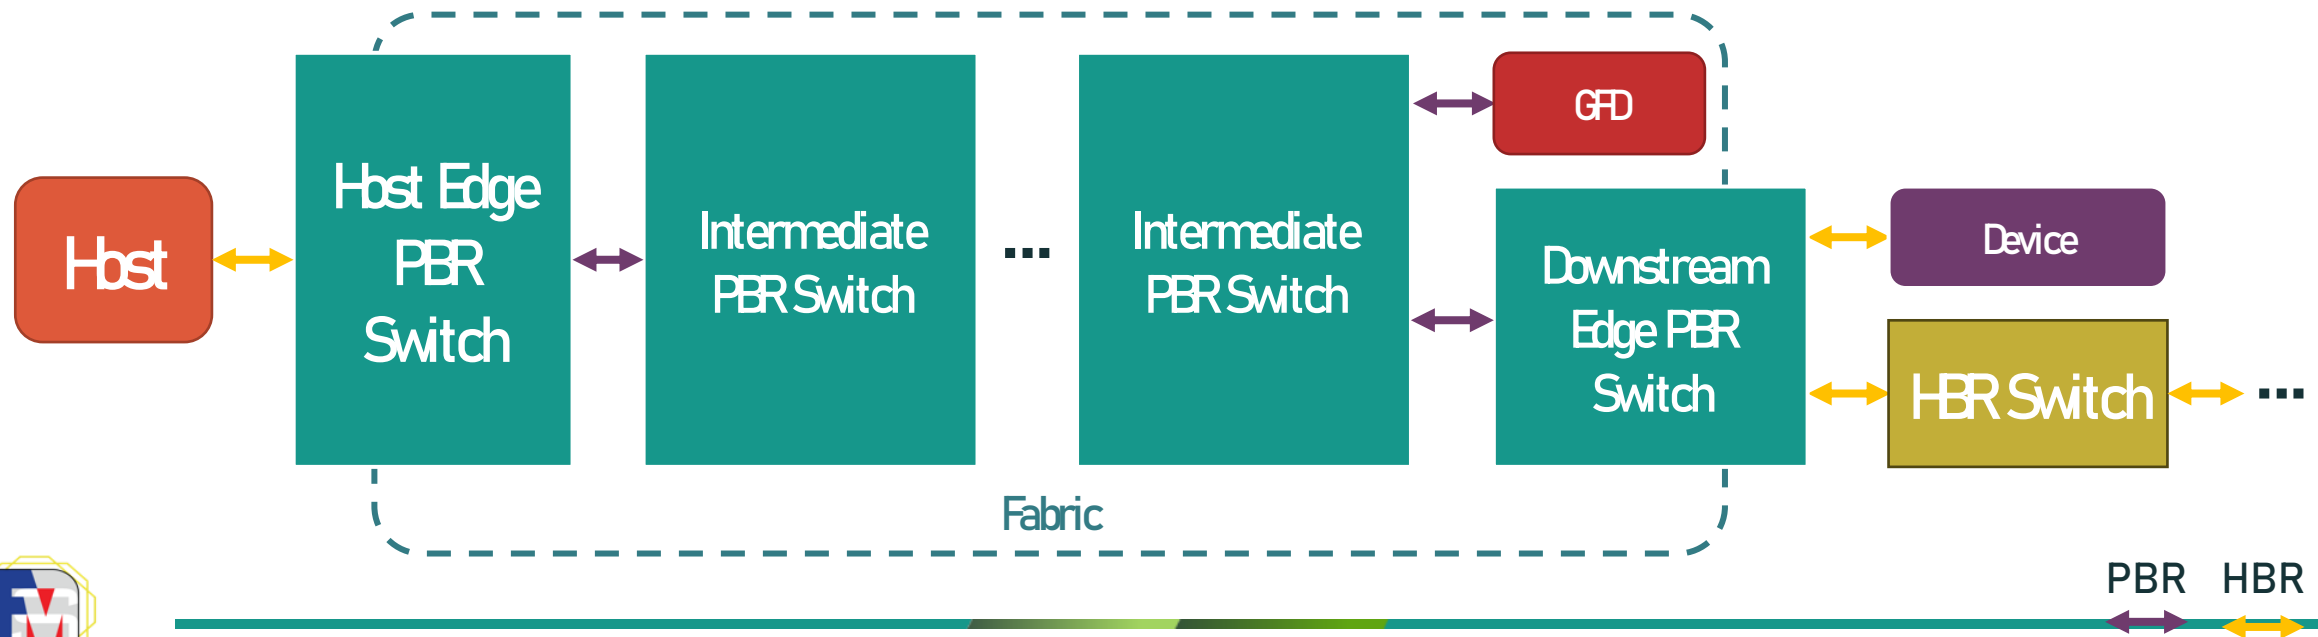 Host
Host Edge
PBR
Switch
Intermediate
PBR Switch
...
Intermediate
PBR Switch
GFD
Downstream
Edge PBR
Switch
Device
HBR Switch
...
Fabric
PBR
HBR